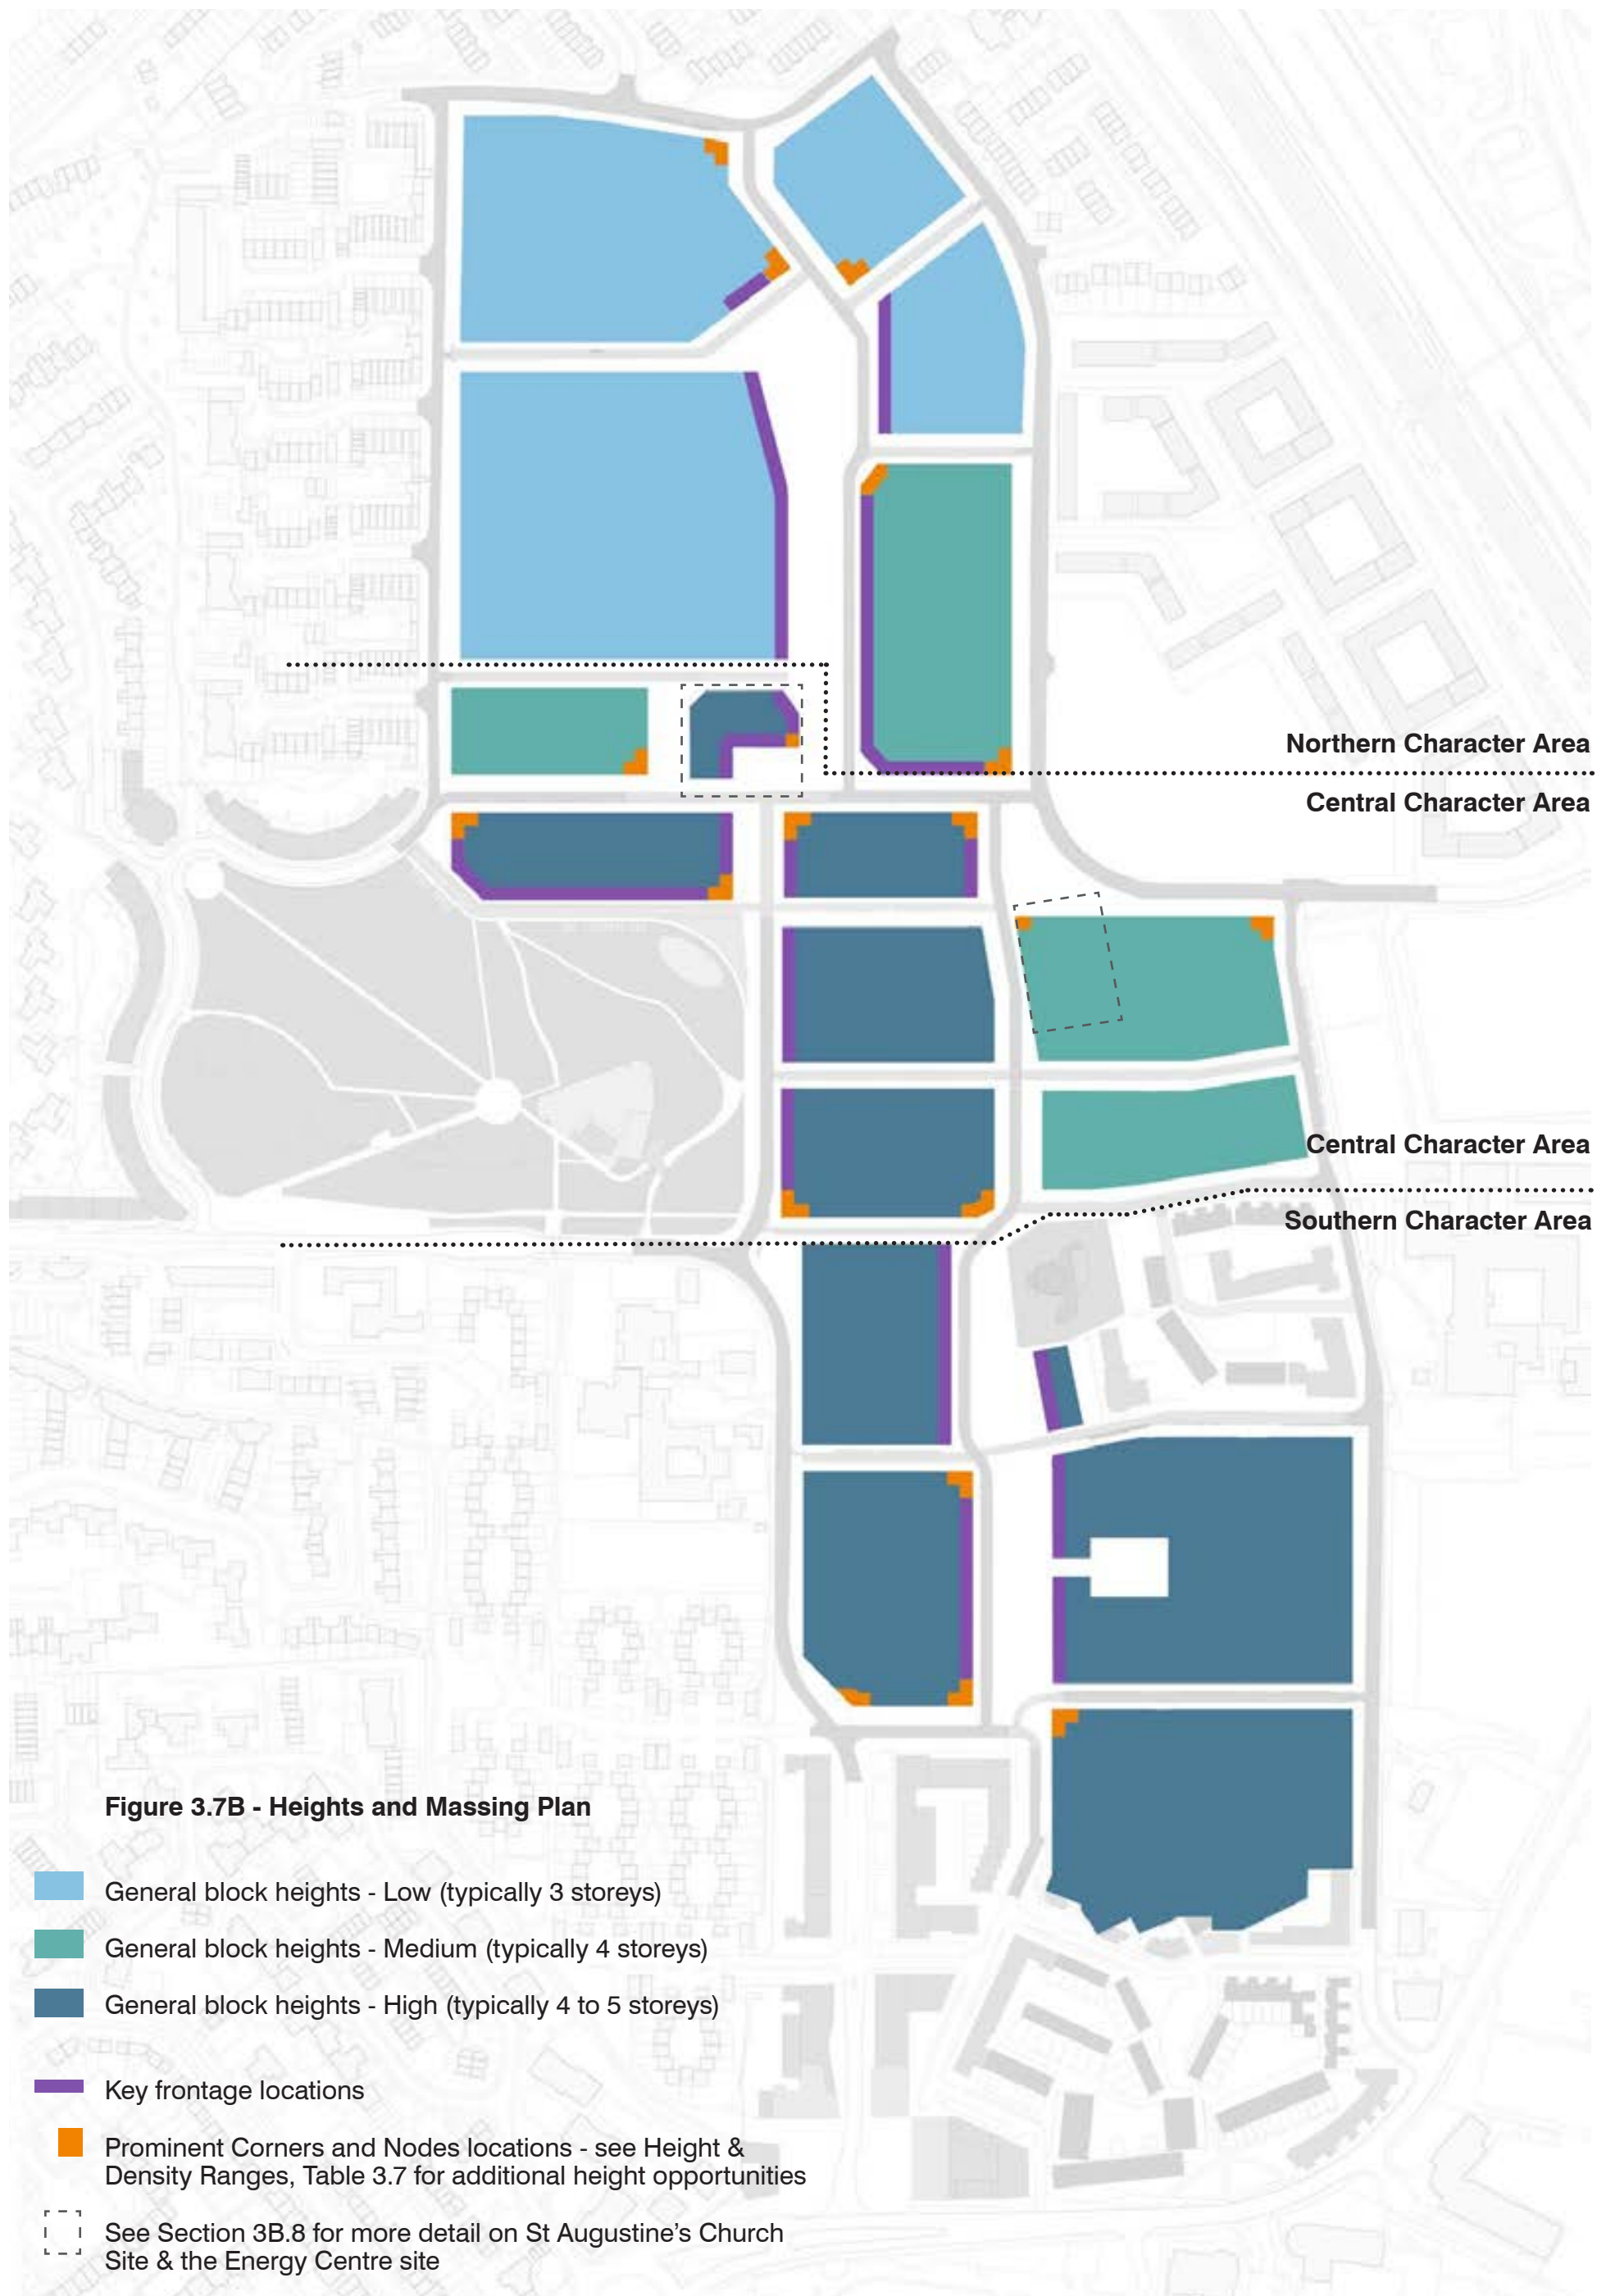 Northern Character Area
Central Character Area
Central Character Area
Southern Character Area
Figure 3.7B - Heights and Massing Plan
General block heights - Low (typically 3 storeys)
General block heights - Medium (typically 4 storeys)
General block heights - High (typically 4 to 5 storeys)
Key frontage locations
Prominent Corners and Nodes locations - see Height &
Density Ranges, Table 3.7 for additional height opportunities
See Section 3B.8 for more detail on St Augustine’s Church
Site & the Energy Centre site